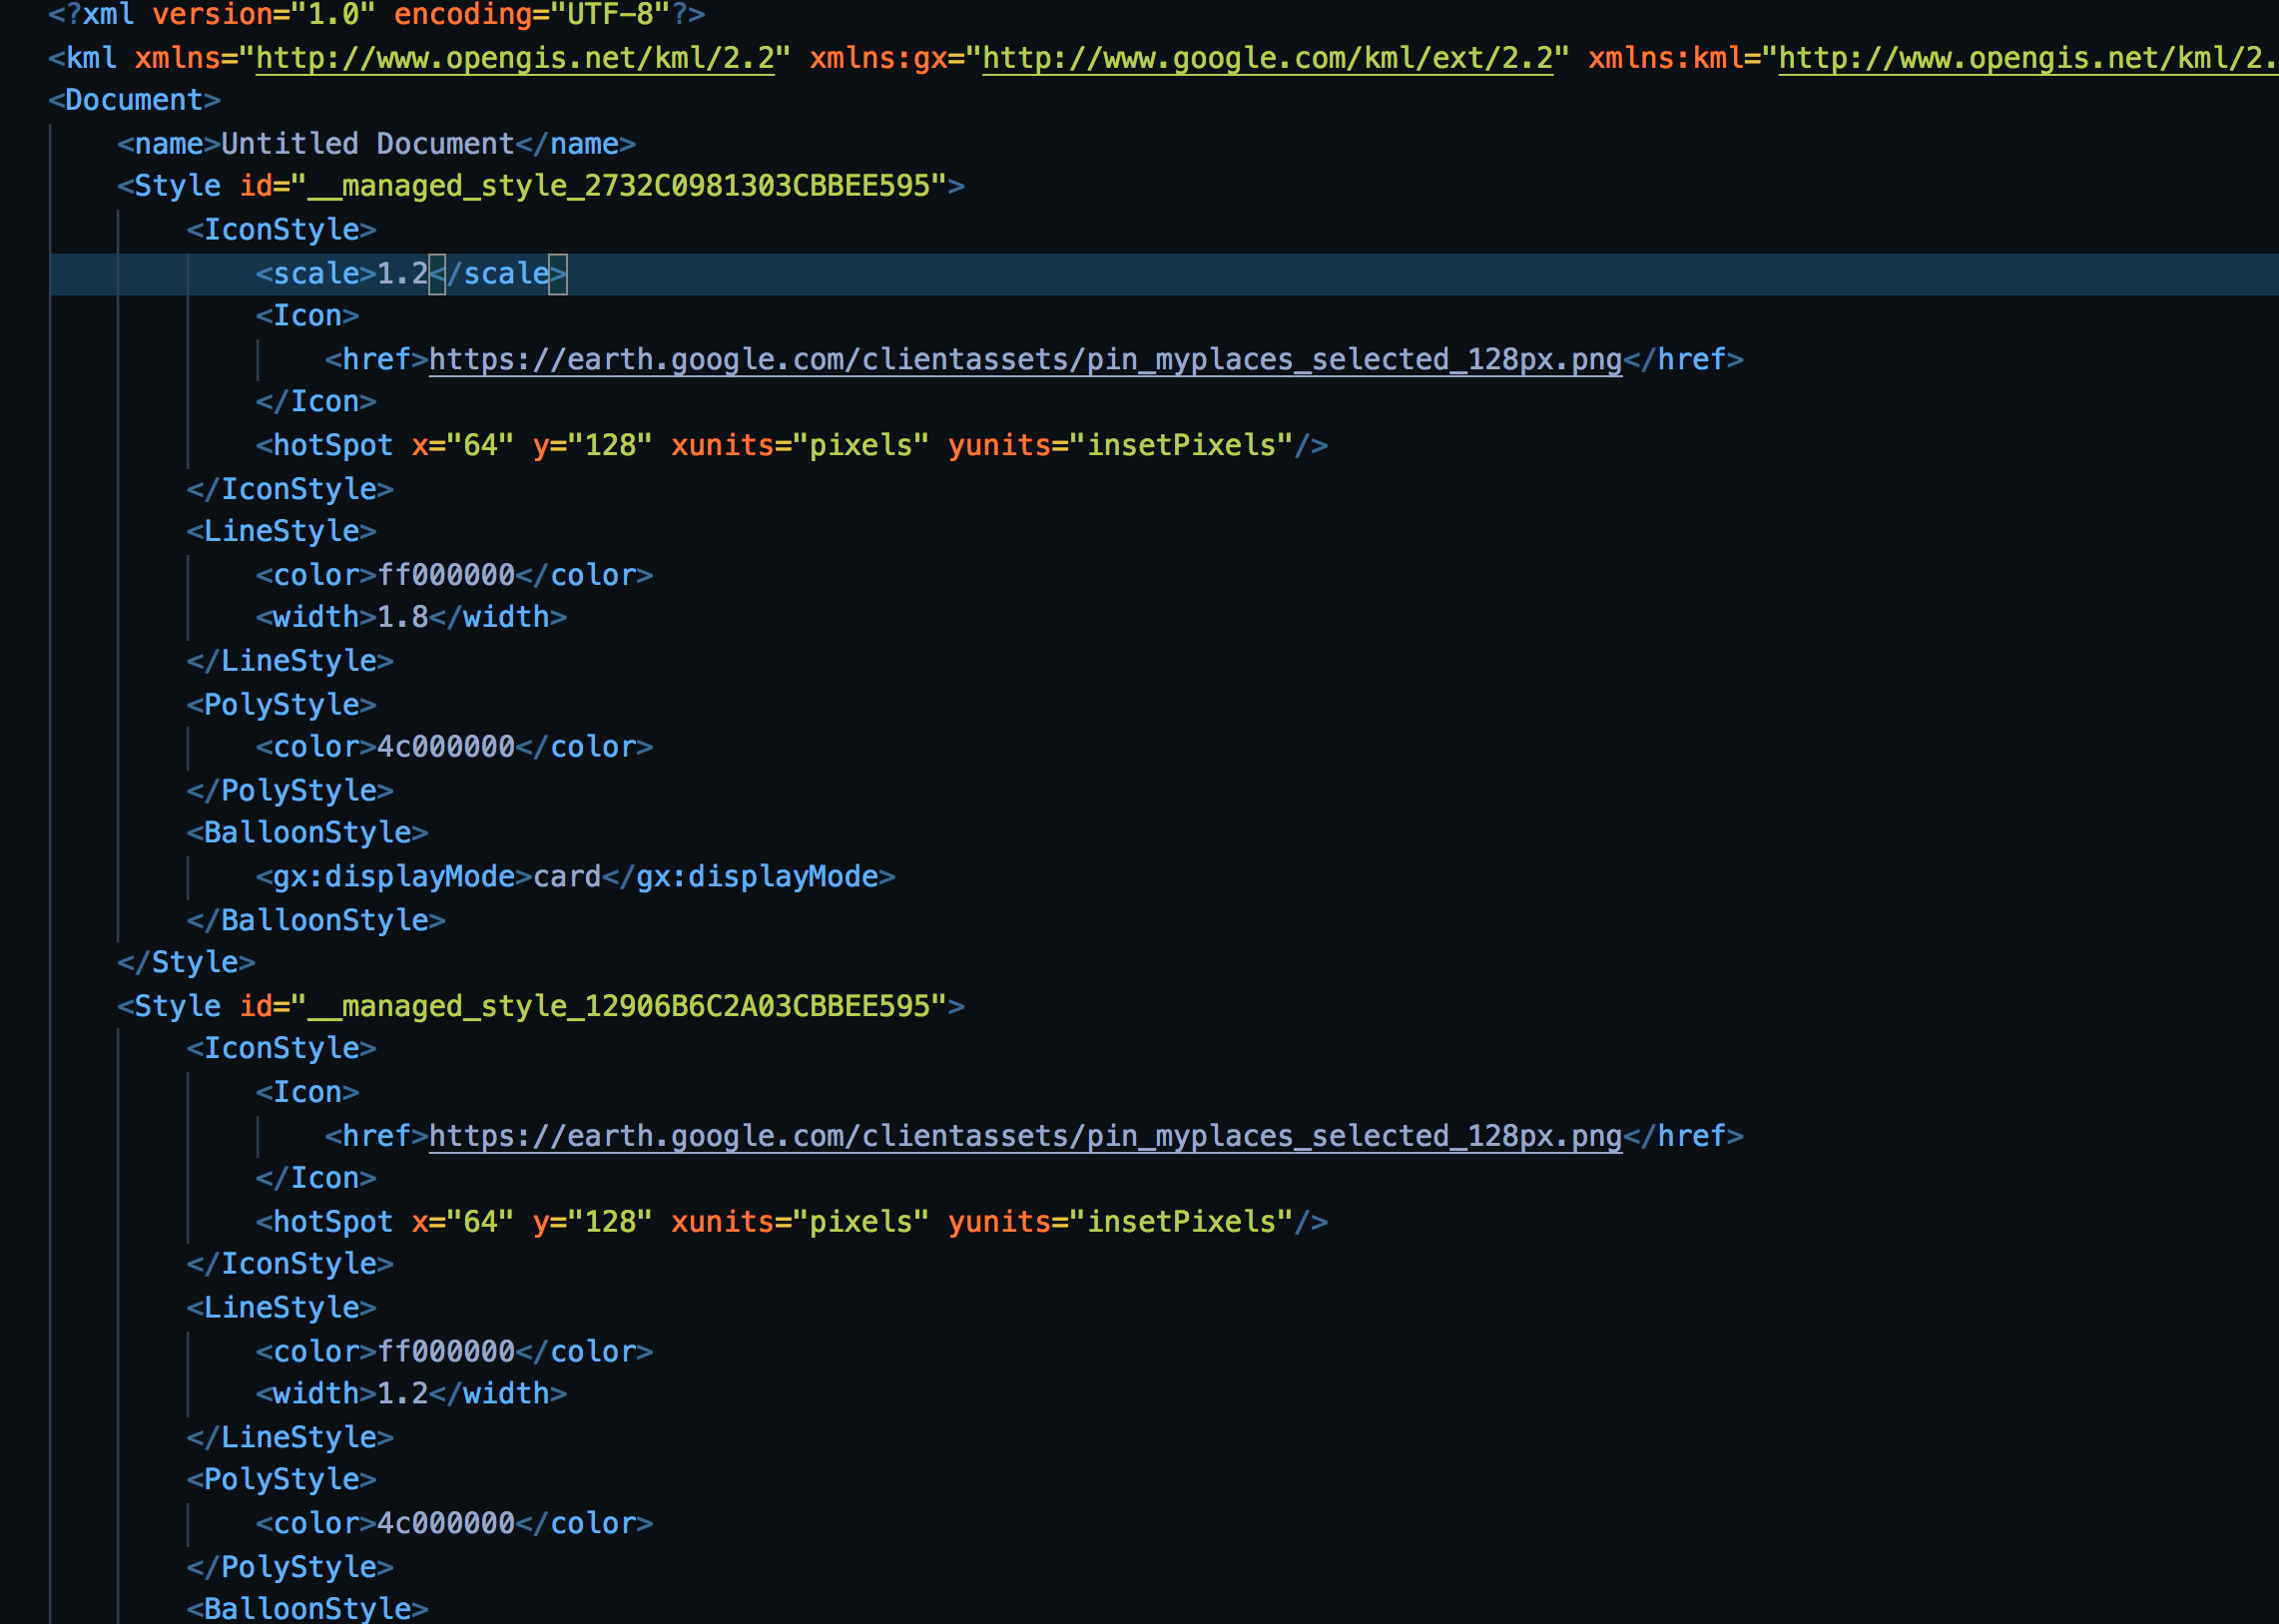 <?xml version="1.0" encoding="UTF-8"?>
<kml xmlns="http://www.opengis.net/kml/2.2" xmlns:gx="http://www.google.com/kml/ext/2.2" xmlns:kml="http://www.opengis.net/kml/2.
<Document>
<name>Untitled Document</name>
<Style id="__managed_style_2732C0981303CBBEE595">
<IconStyle>
<scale>1.2</scale>
<Icon>
<href>https://earth.google.com/clientassets/pin_myplaces_selected_128px.png</href>
</Icon>
<hotSpot x="64" y="128" xunits="pixels" yunits="insetPixels"/>
</IconStyle>
<LineStyle>
<color>ff000000</color>
<width>1.8</width>
</LineStyle>
<PolyStyle>
<color>4c000000</color>
</PolyStyle>
<BalloonStyle>
<gx:displayMode>card</gx:displayMode>
</BalloonStyle>
</Style>
<Style id="__managed_style_12906B6C2A03CBBEE595">
<IconStyle>
<Icon>
<href>https://earth.google.com/clientassets/pin_myplaces_selected_128px.png</href>
</Icon>
<hotSpot x="64" y="128" xunits="pixels" yunits="insetPixels"/>
</IconStyle>
<LineStyle>
<color>ff000000</color>
<width>1.2</width>
</LineStyle>
<PolyStyle>
<color>4c000000</color>
</PolyStyle>
<BalloonStyle>